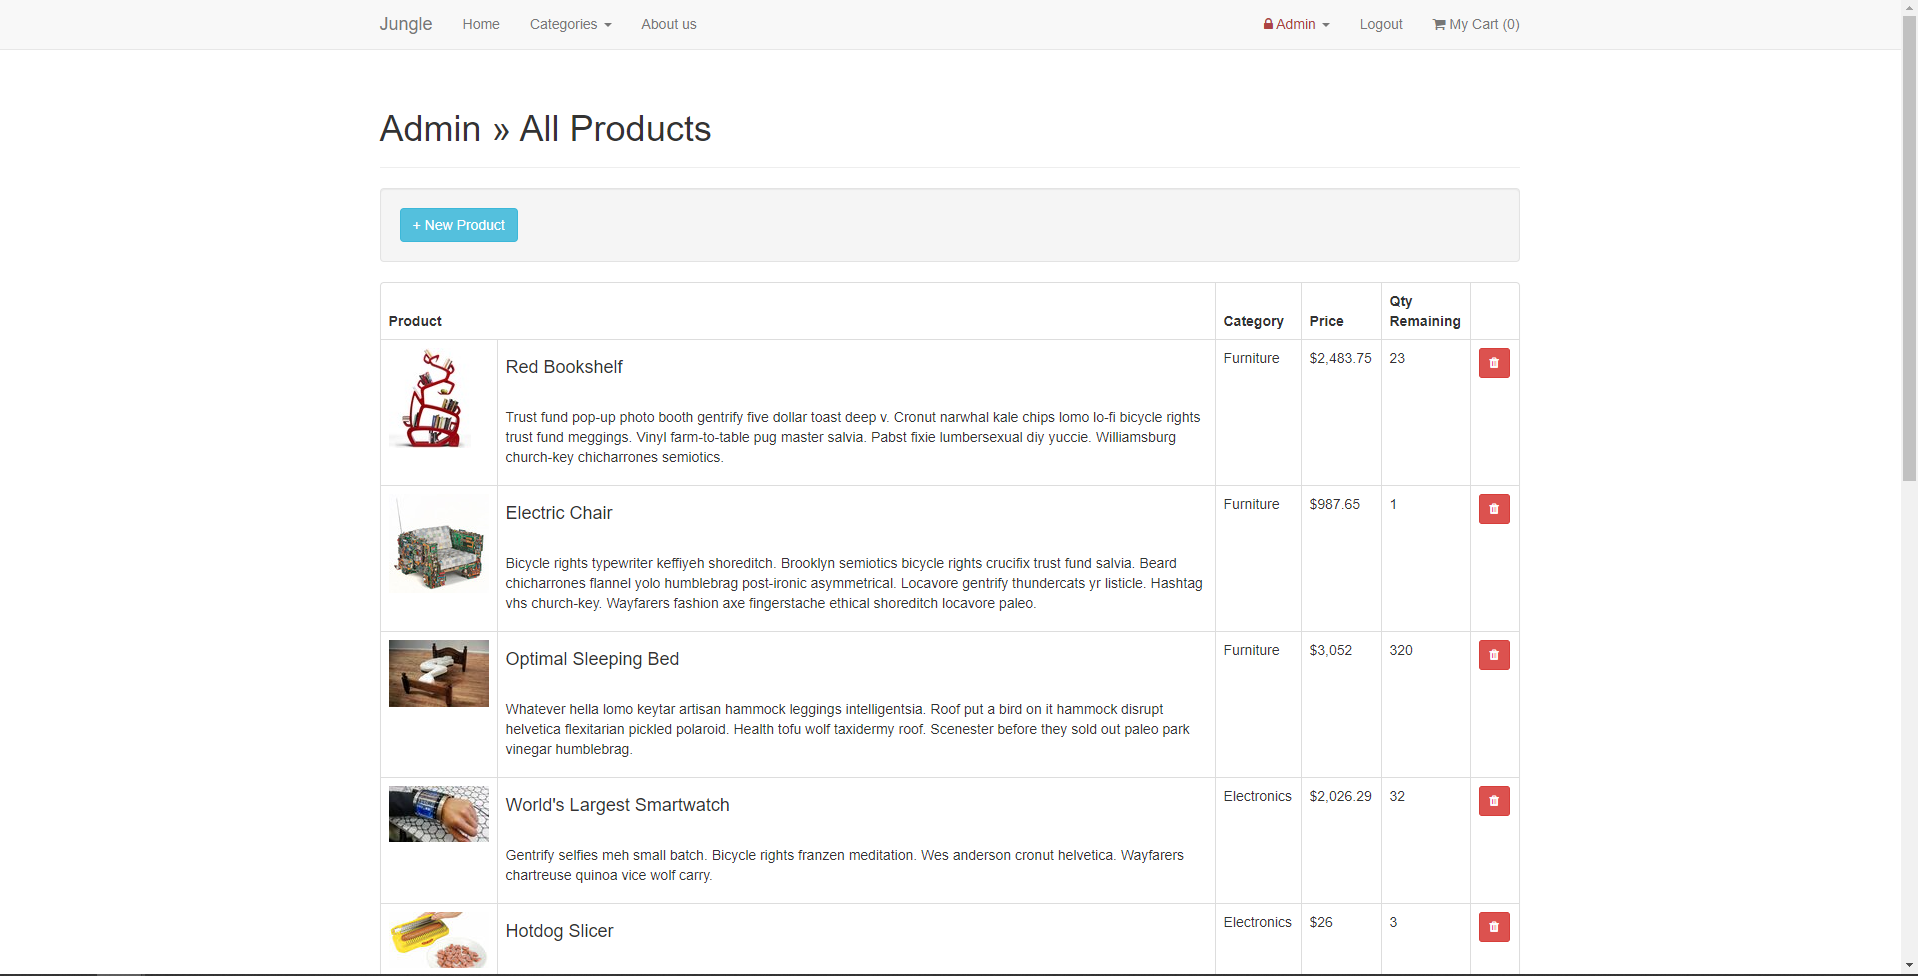 Jungle Home Categories About us Admin Logout My Cart (0)
Admin » All Products
+ New Product
Product Category Price Qty Remaining
Red Bookshelf Furniture $2,483.75 23
Trust fund pop-up photo booth gentrify five dollar toast deep v. Cronut narwhal kale chips lomo lo-fi bicycle rights
trust fund meggings. Vinyl farm-to-table pug master salvia. Pabst fixie lumbersexual diy yuccie. Williamsburg
church-key chicharrones semiotics.
Electric Chair Furniture $987.65 1
Bicycle rights typewriter keffiyeh shoreditch. Brooklyn semiotics bicycle rights crucifix trust fund salvia. Beard
chicharrones flannel yolo humblebrag post-ironic asymmetrical. Locavore gentrify thundercats yr listicle. Hashtag
vhs church-key. Wayfarers fashion axe fingerstache ethical shoreditch locavore paleo.
Optimal Sleeping Bed Furniture $3,052 320
Whatever hella lomo keytar artisan hammock leggings intelligentsia. Roof put a bird on it hammock disrupt
helvetica flexitarian pickled polaroid. Health tofu wolf taxidermy roof. Scenester before they sold out paleo park
vinegar humblebrag.
World's Largest Smartwatch Electronics $2,026.29 32
Gentrify selfies meh small batch. Bicycle rights franzen meditation. Wes anderson cronut helvetica. Wayfarers
chartreuse quinoa vice wolf carry.
Hotdog Slicer Electronics $26 3